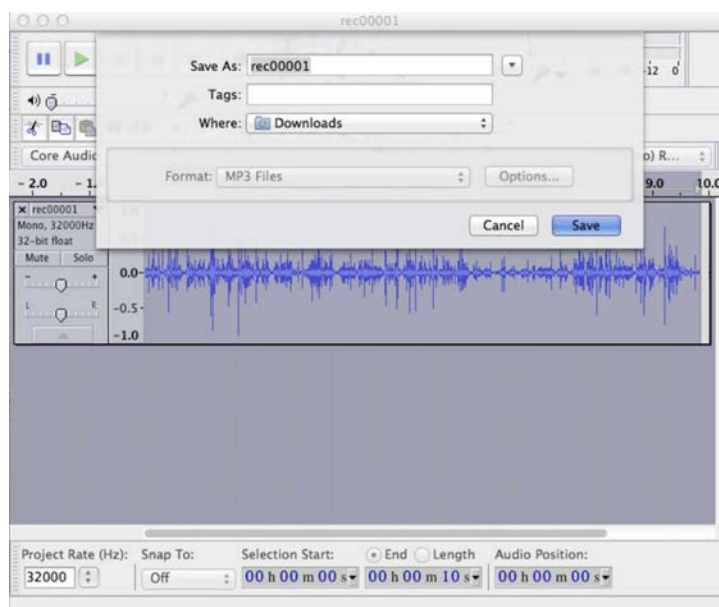 rec00001
Save As: rec00001
-12 0
Tags:
Where: Downloads
Core Audio
o) R...
Format: MP3 Files Options...
- 2.0 - 1.
9.0 10.0
Cancel Save
x rec00001
Mono, 32000Hz
32-bit float
Mute Solo
- +
0.0-
L R
-0.5-
-1.0
Project Rate (Hz): Snap To: Selection Start: End Length Audio Position:
32000 Off 00 h 00 m 00 s 00 h 00 m 10 s 00 h 00 m 00 s